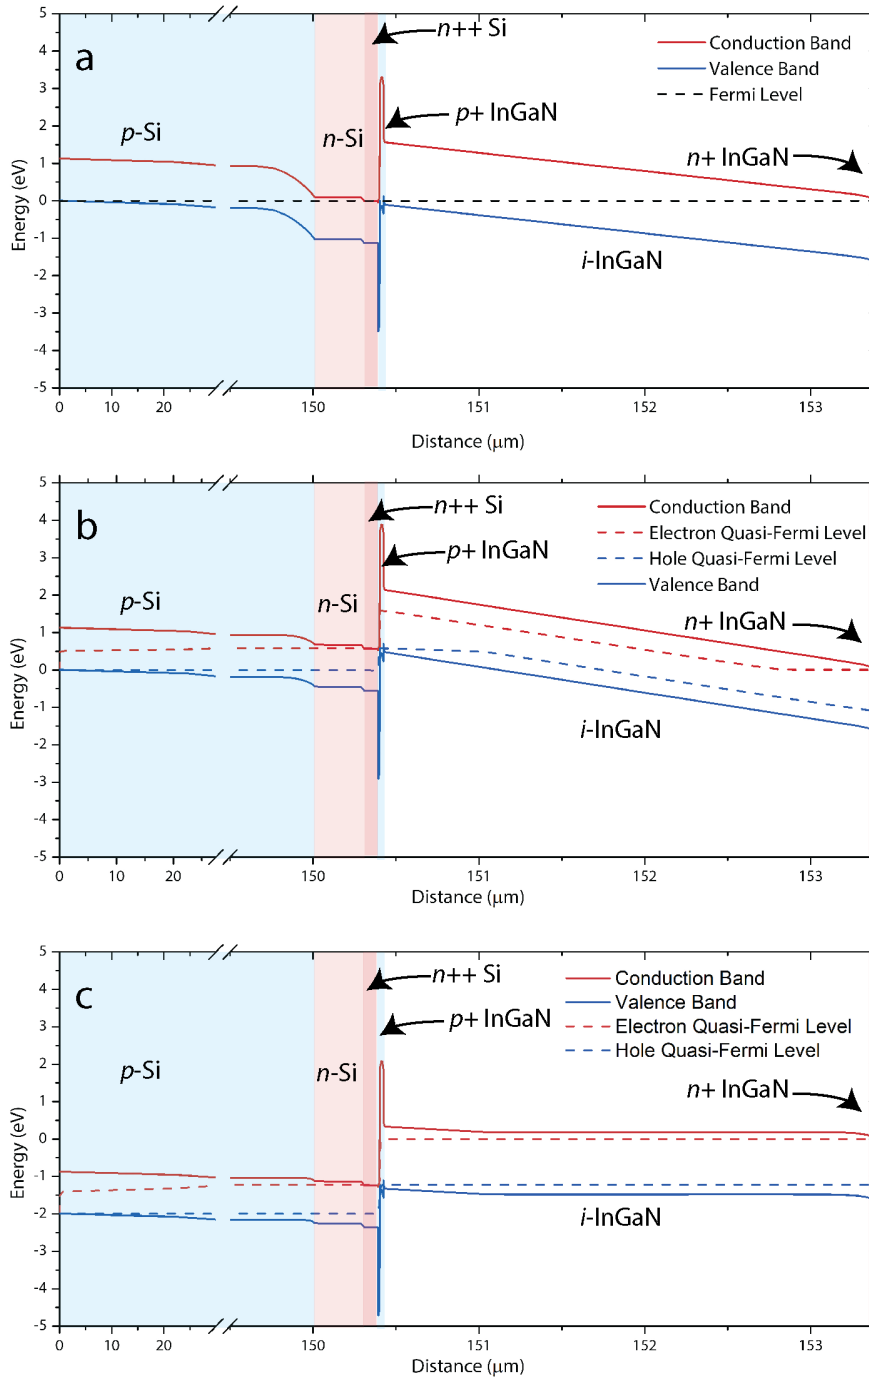 a
n++ Si
Conduction Band
Valence Band
Fermi Level
p+ InGaN
p-Si
n-Si
n+ InGaN
i-InGaN
Energy (eV)
5
4
3
2
1
0
-1
-2
-3
-4
-5
0
10
20
150
151
152
153
Distance (μm)
b
n++ Si
Conduction Band
Electron Quasi-Fermi Level
Hole Quasi-Fermi Level
Valence Band
p+ InGaN
p-Si
n-Si
n+ InGaN
i-InGaN
Energy (eV)
5
4
3
2
1
0
-1
-2
-3
-4
-5
0
10
20
150
151
152
153
Distance (μm)
c
n++ Si
Conduction Band
Valence Band
Electron Quasi-Fermi Level
Hole Quasi-Fermi Level
p+ InGaN
p-Si
n-Si
n+ InGaN
i-InGaN
Energy (eV)
5
4
3
2
1
0
-1
-2
-3
-4
-5
0
10
20
150
151
152
153
Distance (μm)